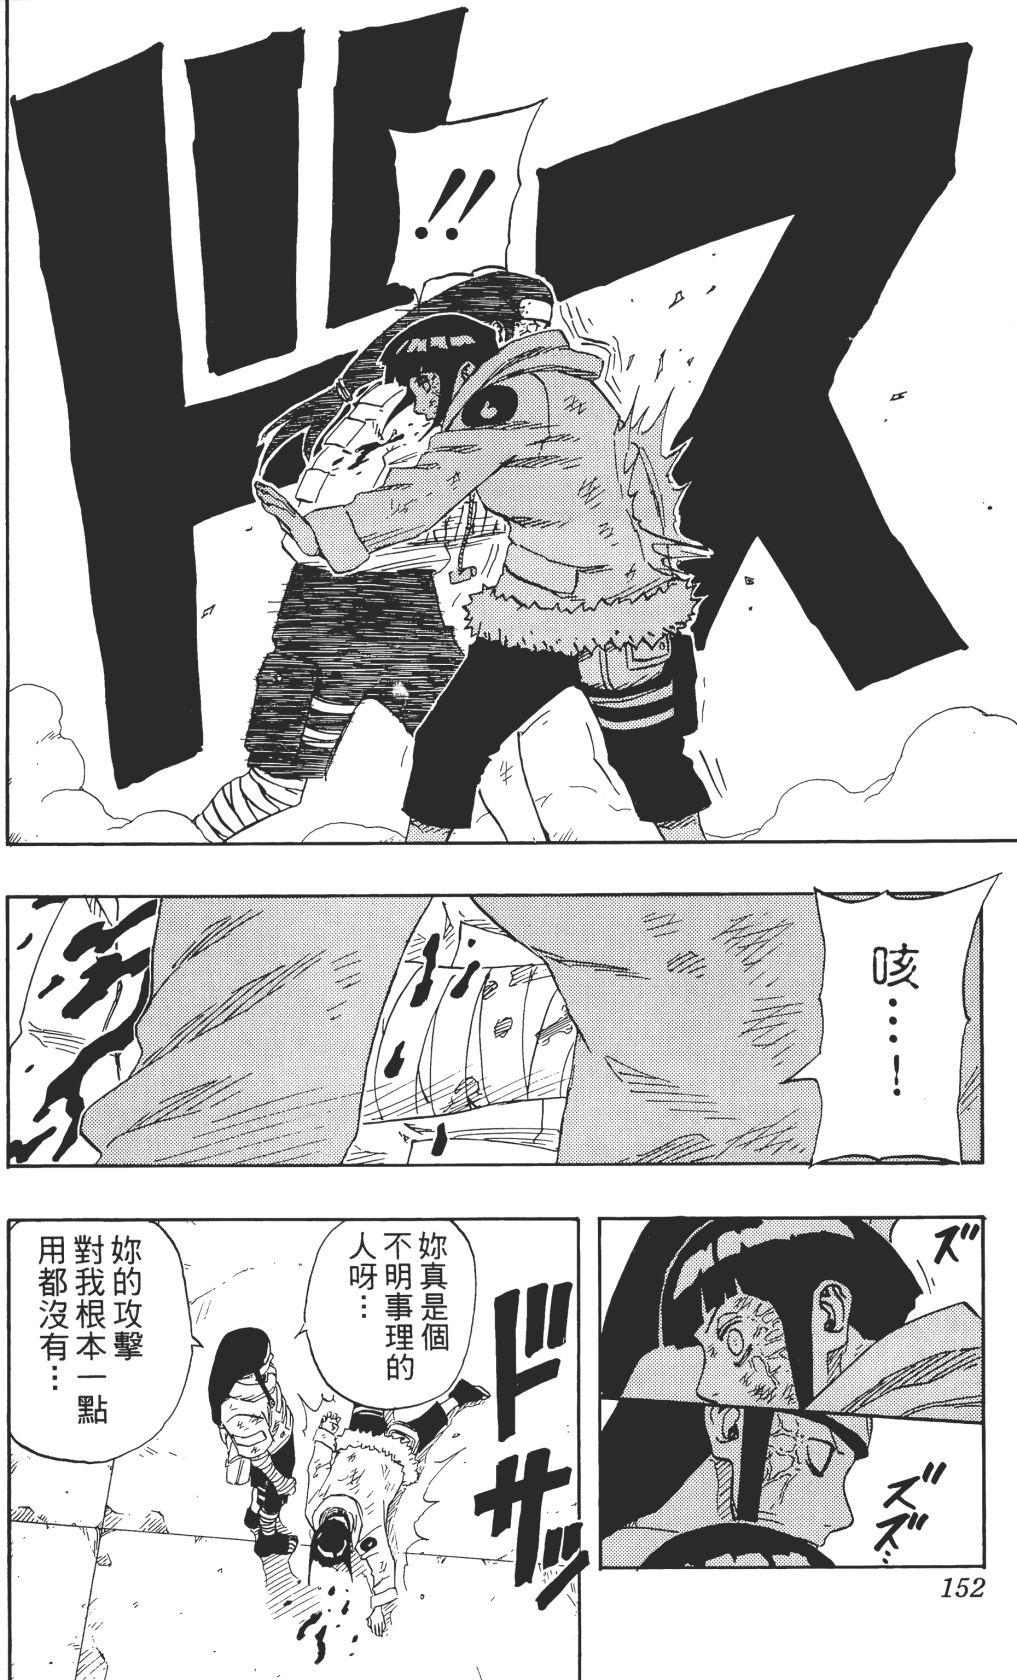 ドスッ
!!
咳…!
ズ
ズズ…
ドサッ
妳真是個
不明事理的
人呀…
妳的攻擊
對我根本一點
用都沒有…
152